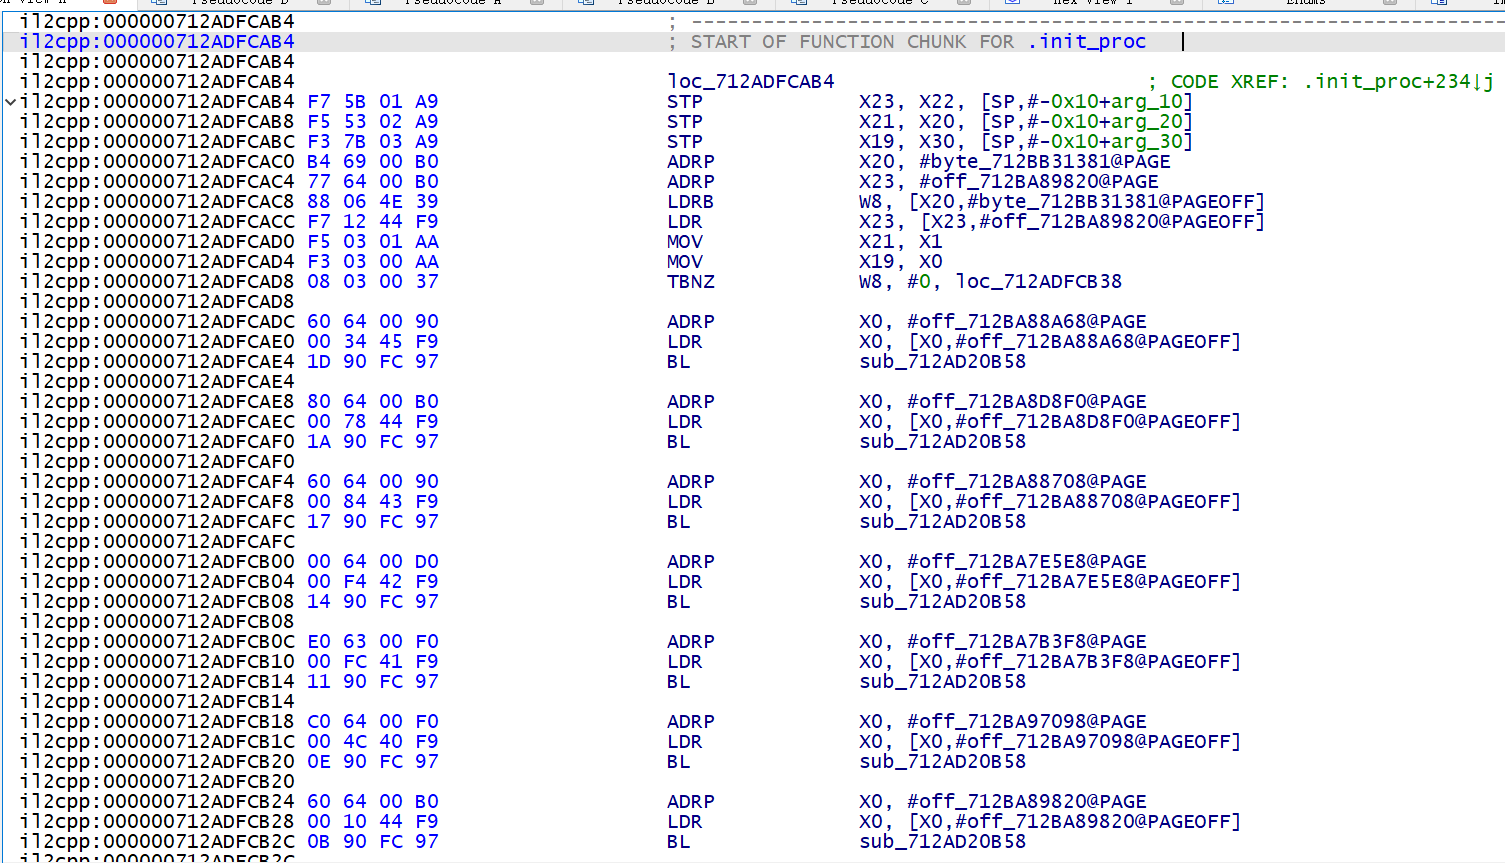 Pseudocode D Pseudocode A Pseudocode B Pseudocode C Hex View 1 Enums
il2cpp:000000712ADFCAB4 ; ----------------------------------------------------------------
il2cpp:000000712ADFCAB4 ; START OF FUNCTION CHUNK FOR .init_proc
il2cpp:000000712ADFCAB4
il2cpp:000000712ADFCAB4 loc_712ADFCAB4 ; CODE XREF: .init_proc+234↓j
il2cpp:000000712ADFCAB4 F7 5B 01 A9 STP X23, X22, [SP,#-0x10+arg_10]
il2cpp:000000712ADFCAB8 F5 53 02 A9 STP X21, X20, [SP,#-0x10+arg_20]
il2cpp:000000712ADFCABC F3 7B 03 A9 STP X19, X30, [SP,#-0x10+arg_30]
il2cpp:000000712ADFCAC0 B4 69 00 B0 ADRP X20, #byte_712BB31381@PAGE
il2cpp:000000712ADFCAC4 77 64 00 B0 ADRP X23, #off_712BA89820@PAGE
il2cpp:000000712ADFCAC8 88 06 4E 39 LDRB W8, [X20,#byte_712BB31381@PAGEOFF]
il2cpp:000000712ADFCACC F7 12 44 F9 LDR X23, [X23,#off_712BA89820@PAGEOFF]
il2cpp:000000712ADFCAD0 F5 03 01 AA MOV X21, X1
il2cpp:000000712ADFCAD4 F3 03 00 AA MOV X19, X0
il2cpp:000000712ADFCAD8 08 03 00 37 TBNZ W8, #0, loc_712ADFCB38
il2cpp:000000712ADFCAD8
il2cpp:000000712ADFCADC 60 64 00 90 ADRP X0, #off_712BA88A68@PAGE
il2cpp:000000712ADFCAE0 00 34 45 F9 LDR X0, [X0,#off_712BA88A68@PAGEOFF]
il2cpp:000000712ADFCAE4 1D 90 FC 97 BL sub_712AD20B58
il2cpp:000000712ADFCAE4
il2cpp:000000712ADFCAE8 80 64 00 B0 ADRP X0, #off_712BA8D8F0@PAGE
il2cpp:000000712ADFCAEC 00 78 44 F9 LDR X0, [X0,#off_712BA8D8F0@PAGEOFF]
il2cpp:000000712ADFCAF0 1A 90 FC 97 BL sub_712AD20B58
il2cpp:000000712ADFCAF0
il2cpp:000000712ADFCAF4 60 64 00 90 ADRP X0, #off_712BA88708@PAGE
il2cpp:000000712ADFCAF8 00 84 43 F9 LDR X0, [X0,#off_712BA88708@PAGEOFF]
il2cpp:000000712ADFCAFC 17 90 FC 97 BL sub_712AD20B58
il2cpp:000000712ADFCAFC
il2cpp:000000712ADFCB00 00 64 00 D0 ADRP X0, #off_712BA7E5E8@PAGE
il2cpp:000000712ADFCB04 00 F4 42 F9 LDR X0, [X0,#off_712BA7E5E8@PAGEOFF]
il2cpp:000000712ADFCB08 14 90 FC 97 BL sub_712AD20B58
il2cpp:000000712ADFCB08
il2cpp:000000712ADFCB0C E0 63 00 F0 ADRP X0, #off_712BA7B3F8@PAGE
il2cpp:000000712ADFCB10 00 FC 41 F9 LDR X0, [X0,#off_712BA7B3F8@PAGEOFF]
il2cpp:000000712ADFCB14 11 90 FC 97 BL sub_712AD20B58
il2cpp:000000712ADFCB14
il2cpp:000000712ADFCB18 C0 64 00 F0 ADRP X0, #off_712BA97098@PAGE
il2cpp:000000712ADFCB1C 00 4C 40 F9 LDR X0, [X0,#off_712BA97098@PAGEOFF]
il2cpp:000000712ADFCB20 0E 90 FC 97 BL sub_712AD20B58
il2cpp:000000712ADFCB20
il2cpp:000000712ADFCB24 60 64 00 B0 ADRP X0, #off_712BA89820@PAGE
il2cpp:000000712ADFCB28 00 10 44 F9 LDR X0, [X0,#off_712BA89820@PAGEOFF]
il2cpp:000000712ADFCB2C 0B 90 FC 97 BL sub_712AD20B58
il2cpp:000000712ADFCB2C